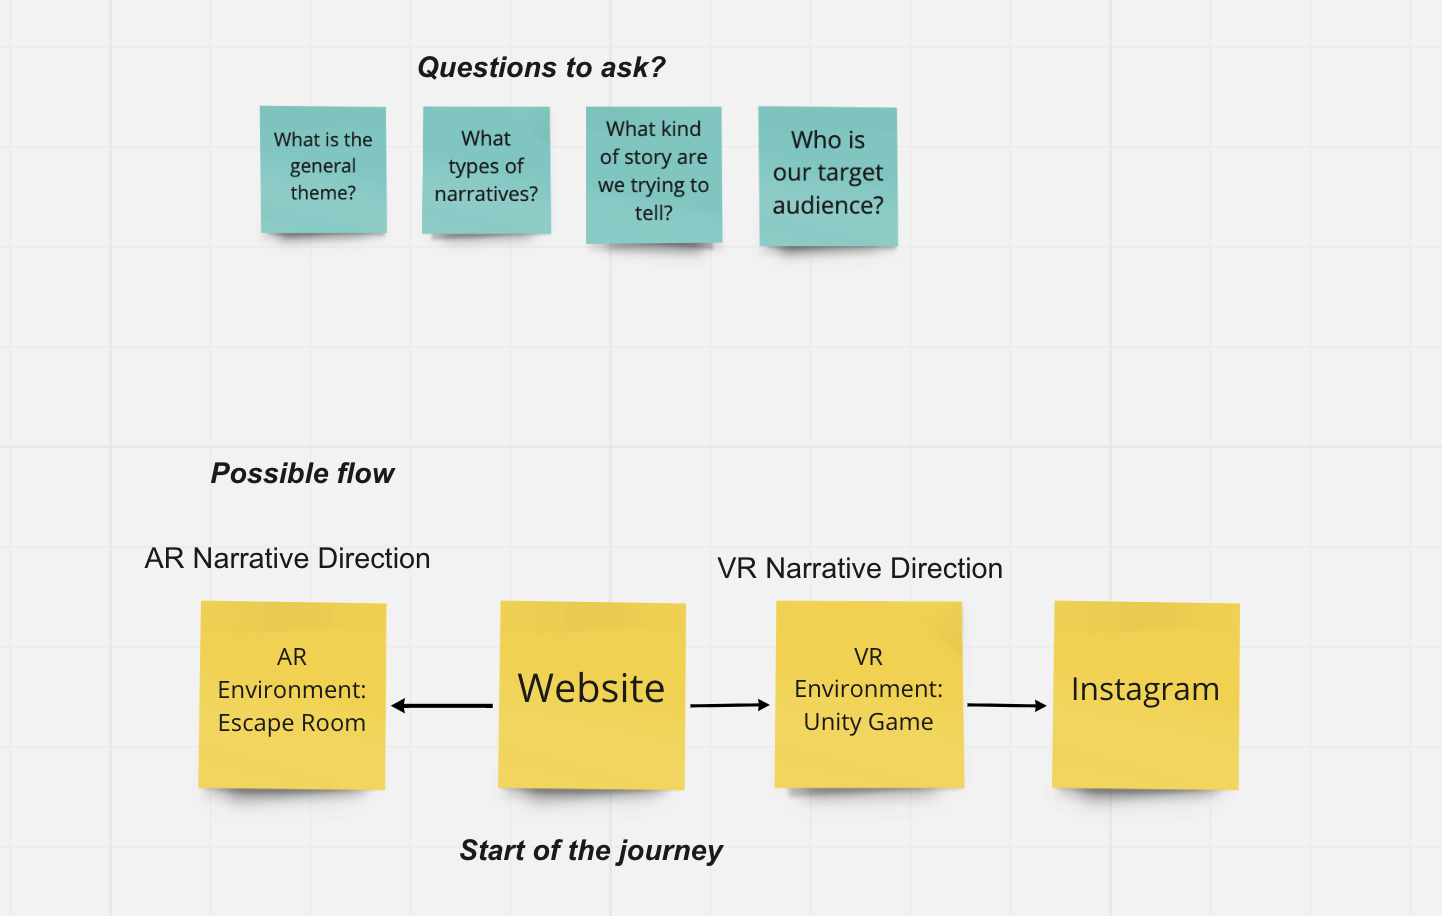 Questions to ask?
What is the
general
theme?
What
types of
narratives?
What kind
of story are
we trying to
tell?
Who is
our target
audience?
Possible flow
AR Narrative Direction
VR Narrative Direction
AR
Environment:
Escape Room
Website
VR
Environment:
Unity Game
Instagram
Start of the journey